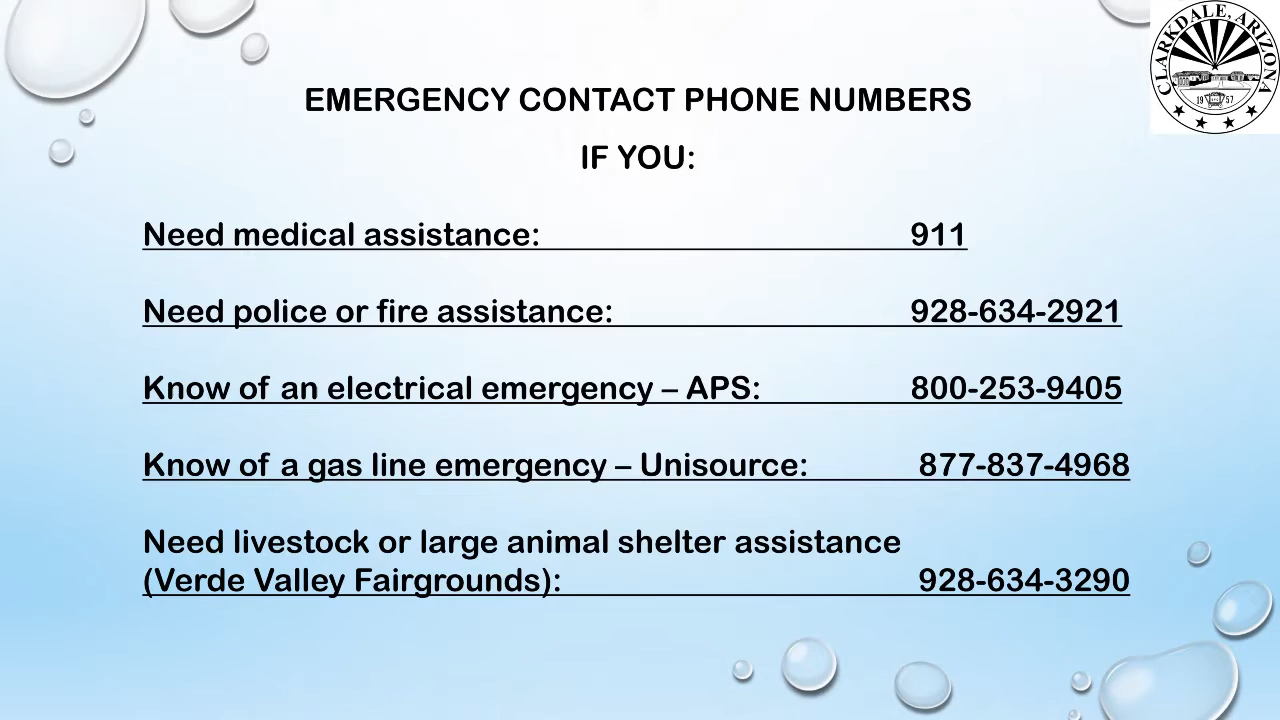 CLARKDALE, ARIZONA
1957
EMERGENCY CONTACT PHONE NUMBERS
IF YOU:
Need medical assistance: 911
Need police or fire assistance: 928-634-2921
Know of an electrical emergency – APS: 800-253-9405
Know of a gas line emergency – Unisource: 877-837-4968
Need livestock or large animal shelter assistance
(Verde Valley Fairgrounds): 928-634-3290